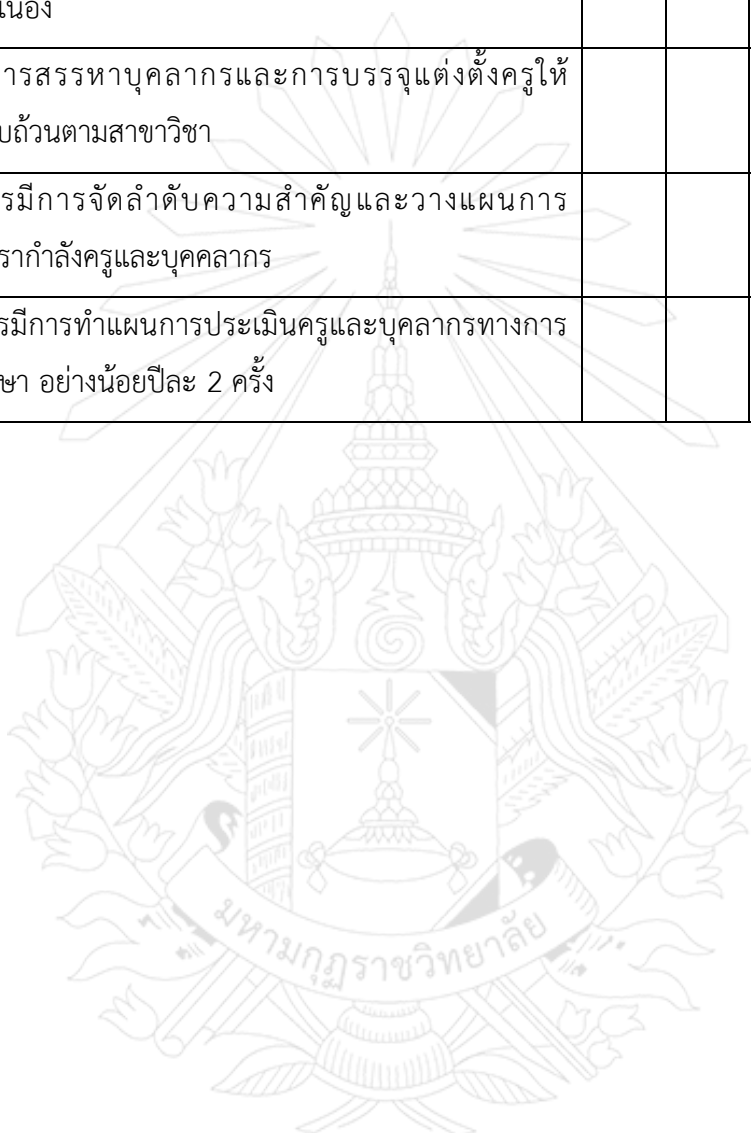 เนื่อง
ารสรรหาบุคลากรและการบรรจุแต่งตั้งครูให้
บถ้วนตามสาขาวิชา
รมีการจัดลำดับความสำคัญและวางแผนการ
รากำลังครูและบุคคลากร
รมีการทำแผนการประเมินครูและบุคลากรทางการ
ษา อย่างน้อยปีละ 2 ครั้ง
มหามกุฏราชวิทยาลัย